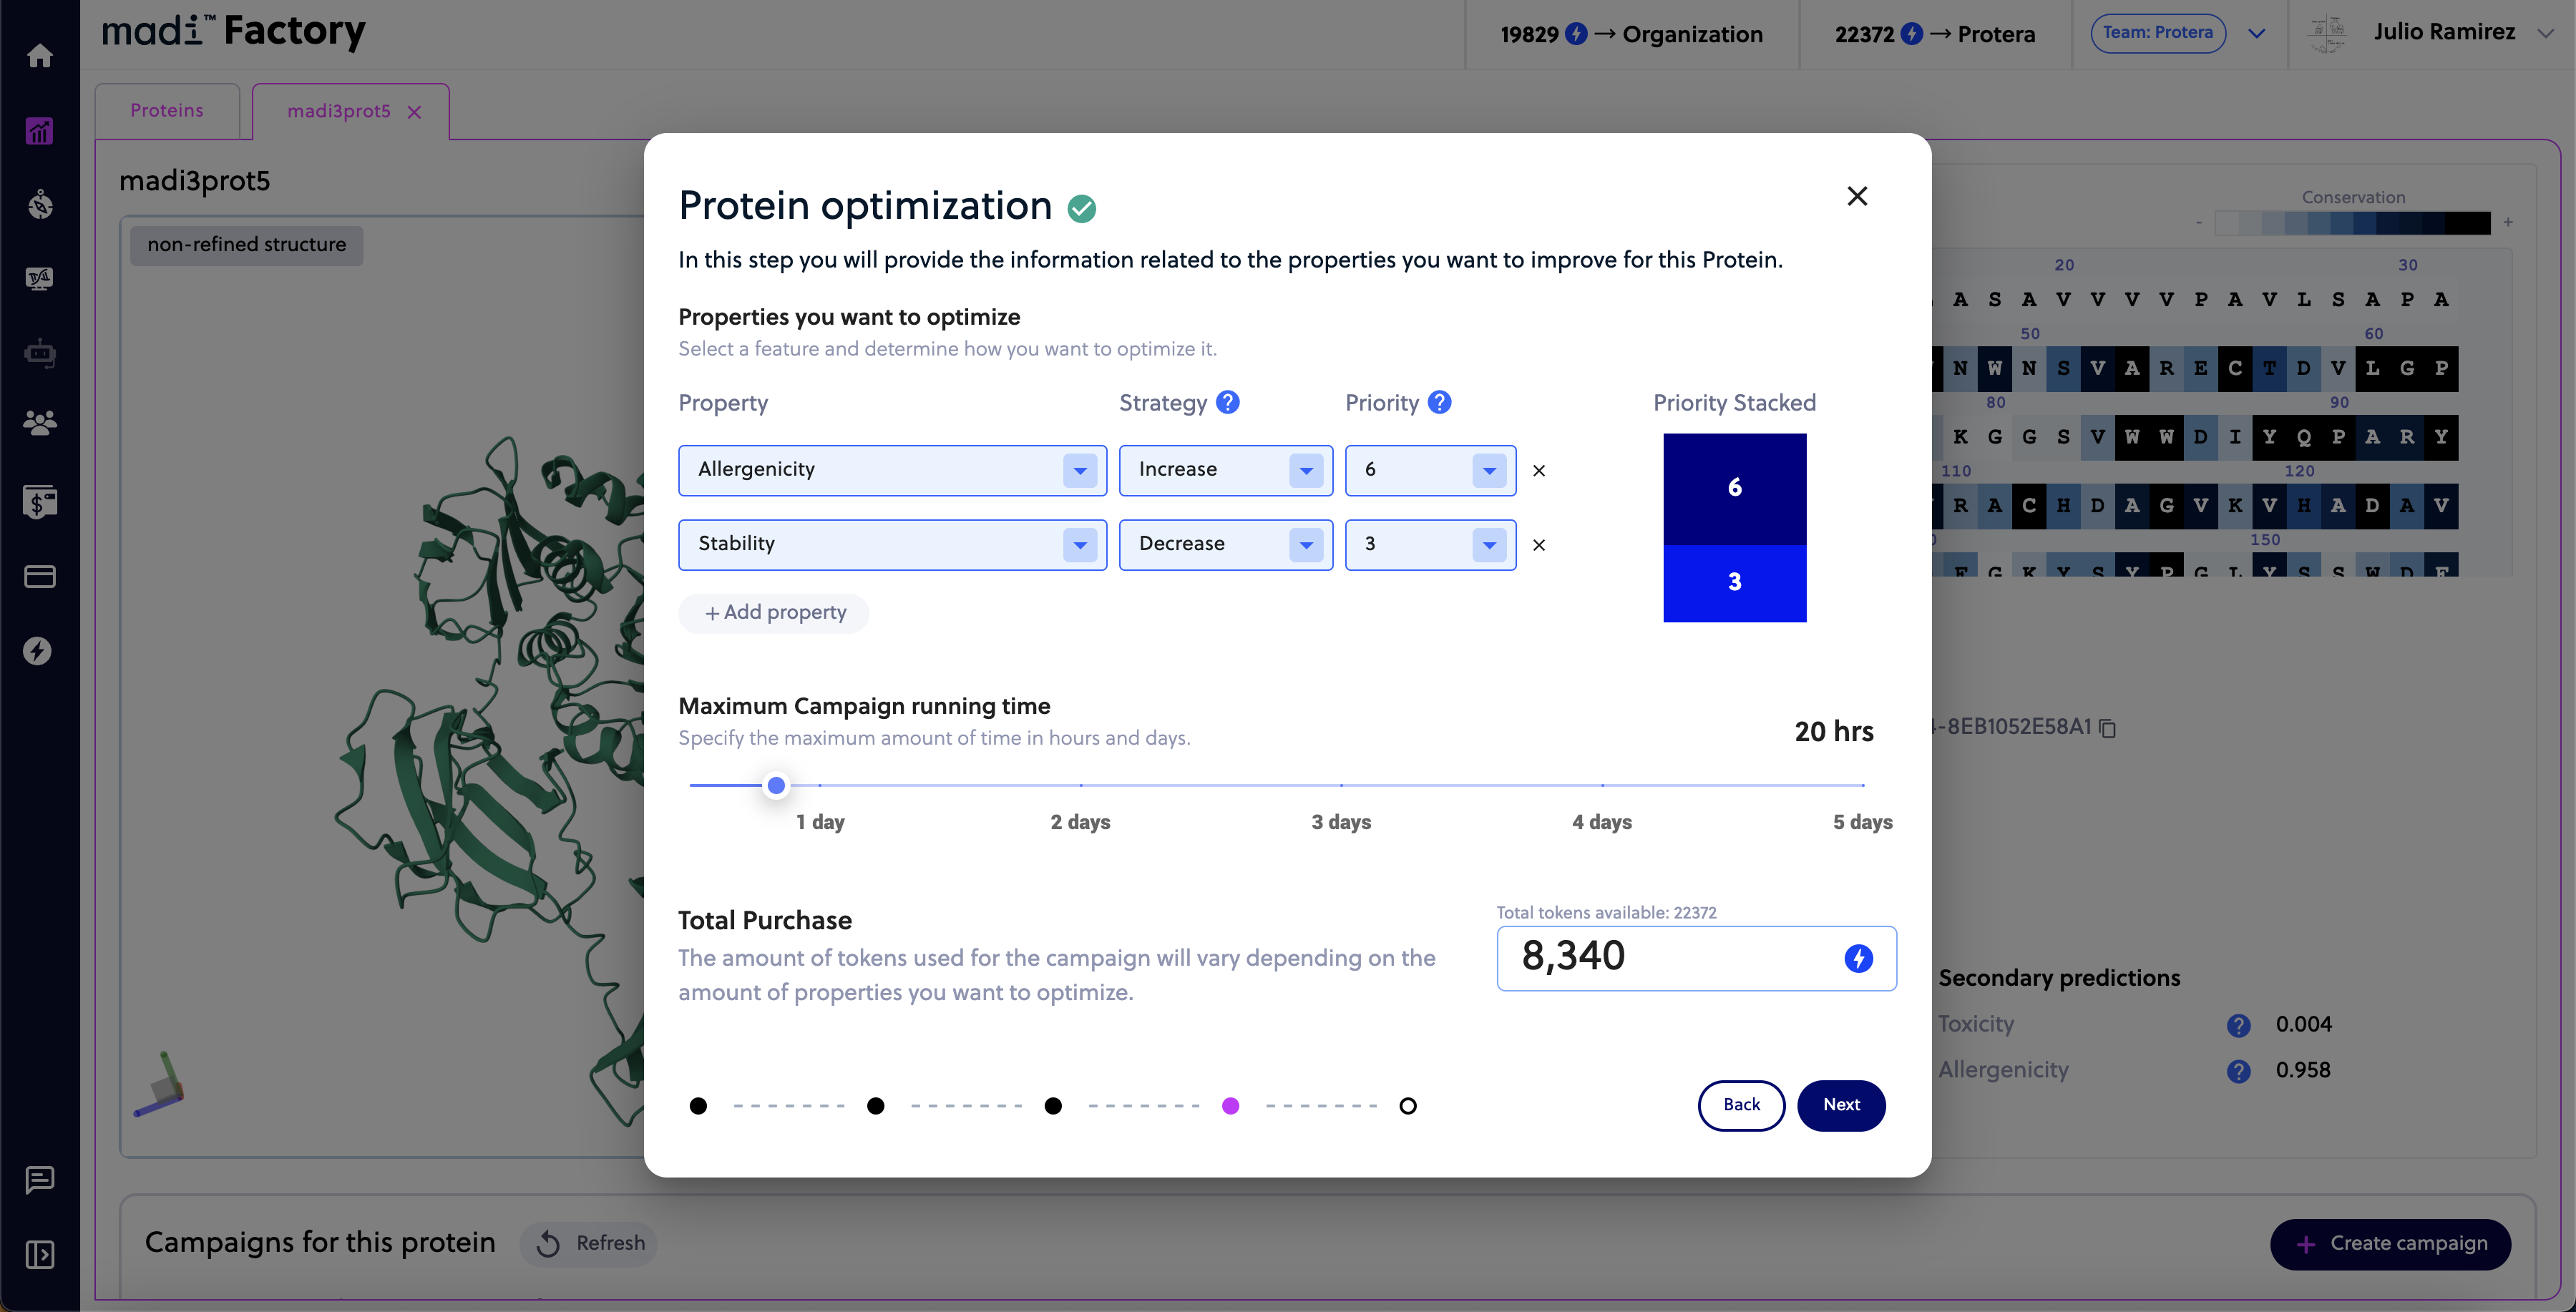 madi™ Factory
19829 → Organization
22372 → Protera
Team: Protera
Julio Ramirez
Proteins
madi3prot5
madi3prot5
non-refined structure
Protein optimization
In this step you will provide the information related to the properties you want to improve for this Protein.
Properties you want to optimize
Select a feature and determine how you want to optimize it.
Property Strategy ? Priority ? Priority Stacked
Allergenicity Increase 6
Stability Decrease 3
6
3
+ Add property
Maximum Campaign running time
Specify the maximum amount of time in hours and days.
20 hrs
1 day 2 days 3 days 4 days 5 days
Total Purchase
The amount of tokens used for the campaign will vary depending on the
amount of properties you want to optimize.
Total tokens available: 22372
8,340
Back Next
Conservation
- +
20 30
A S A V V V V P A V L S A P A
50 60
N W N S V A R E C T D V L G P
80 90
K G G S V W W D I Y Q P A R Y
110 120
R A C H D A G V K V H A D A V
150
G K Y S Y P G L Y S S W D
-8EB1052E58A1
Secondary predictions
Toxicity ? 0.004
Allergenicity ? 0.958
Campaigns for this protein Refresh
+ Create campaign